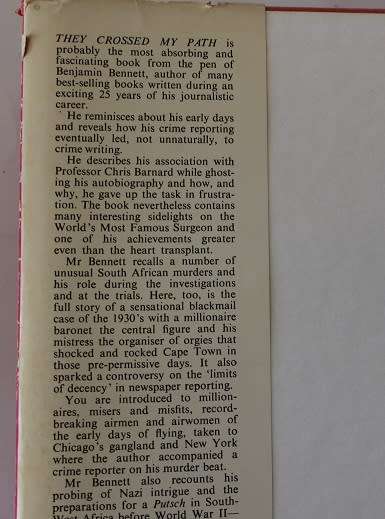 THEY CROSSED MY PATH is
probably the most absorbing and
fascinating book from the pen of
Benjamin Bennett, author of many
best-selling books written during an
exciting 25 years of his journalistic
career.
He reminisces about his early days
and reveals how his crime reporting
eventually led, not unnaturally, to
crime writing.
He describes his association with
Professor Chris Barnard while ghost-
ing his autobiography and how, and
why, he gave up the task in frustra-
tion. The book nevertheless contains
many interesting sidelights on the
World's Most Famous Surgeon and
one of his achievements greater
even than the heart transplant.
Mr Bennett recalls a number of
unusual South African murders and
his role during the investigations
and at the trials. Here, too, is the
full story of a sensational blackmail
case of the 1930's with a millionaire
baronet the central figure and his
mistress the organiser of orgies that
shocked and rocked Cape Town in
those pre-permissive days. It also
sparked a controversy on the 'limits
of decency' in newspaper reporting.
You are introduced to million-
aires, misers and misfits, record-
breaking airmen and airwomen of
the early days of flying, taken to
Chicago's gangland and New York
where the author accompanied a
crime reporter on his murder beat.
Mr Bennett also recounts his
probing of Nazi intrigue and the
preparations for a Putsch in South-
West Africa before World War II—